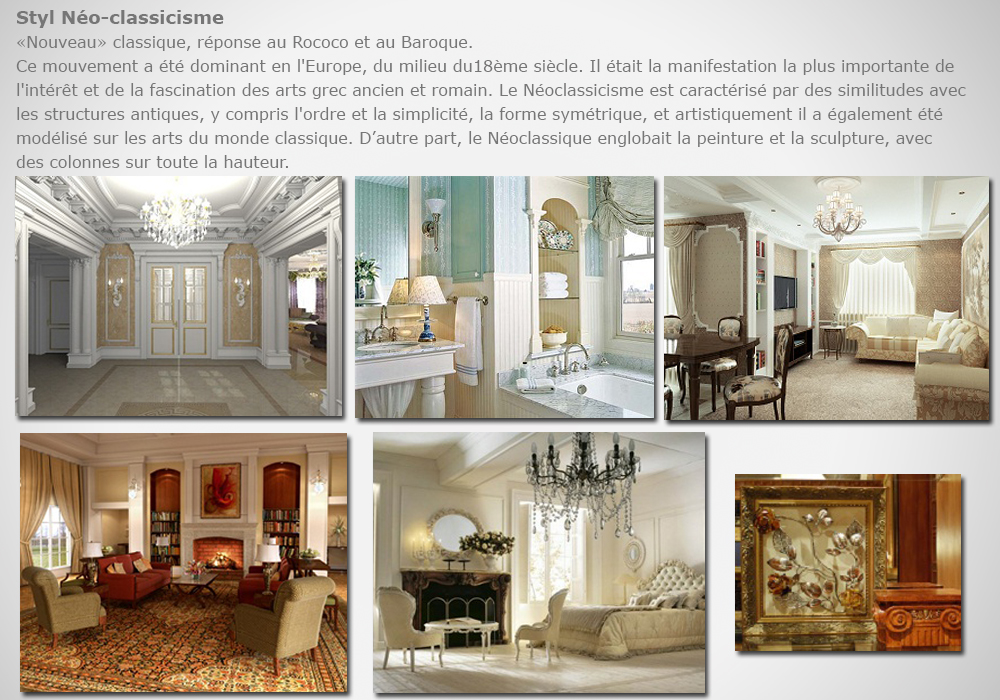 Styl Néo-classicisme
«Nouveau» classique, réponse au Rococo et au Baroque.
Ce mouvement a été dominant en l'Europe, du milieu du18ème siècle. Il était la manifestation la plus importante de
l'intérêt et de la fascination des arts grec ancien et romain. Le Néoclassicisme est caractérisé par des similitudes avec
les structures antiques, y compris l'ordre et la simplicité, la forme symétrique, et artistiquement il a également été
modélisé sur les arts du monde classique. D’autre part, le Néoclassique englobait la peinture et la sculpture, avec
des colonnes sur toute la hauteur.